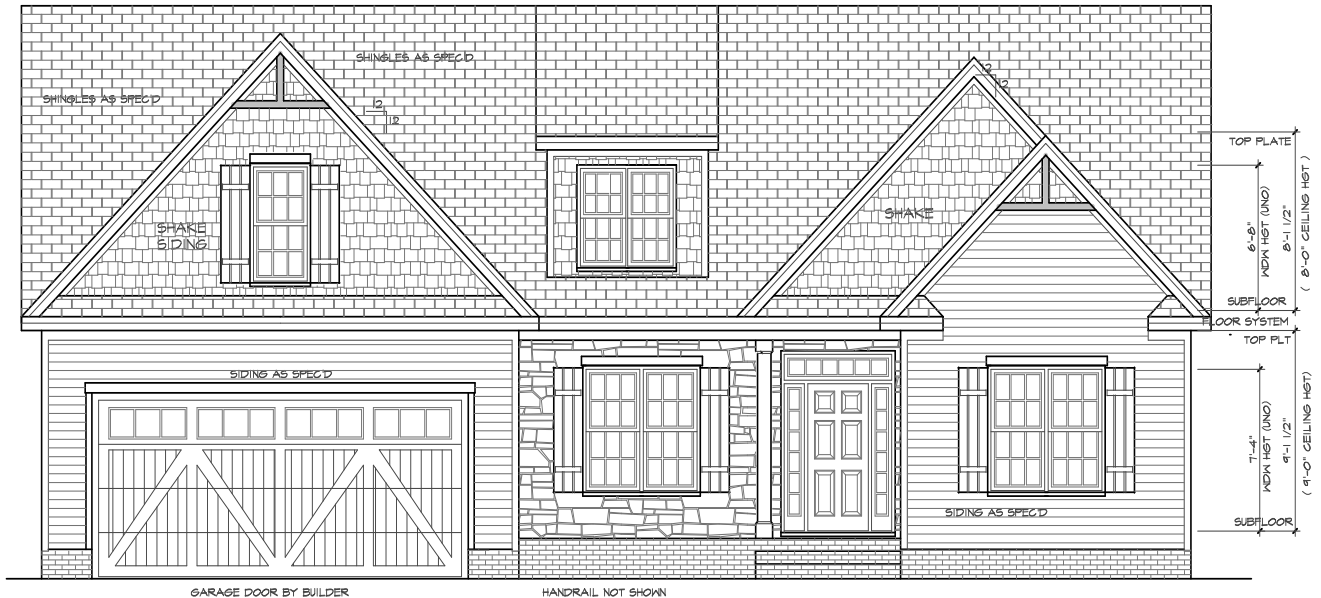 SHINGLES AS SPEC'D
SHINGLES AS SPEC'D
12
12
12
12
TOP PLATE
SHAKE
SIDING
SHAKE
6'-8"
WDW HGT (UNO)
8'-1 1/2"
( 8'-0" CEILING HGT )
SUBFLOOR
FLOOR SYSTEM
TOP PLT
SIDING AS SPEC'D
7'-4"
WDW HGT (UNO)
9'-1 1/2"
( 9'-0" CEILING HGT)
SIDING AS SPEC'D
SUBFLOOR
GARAGE DOOR BY BUILDER
HANDRAIL NOT SHOWN